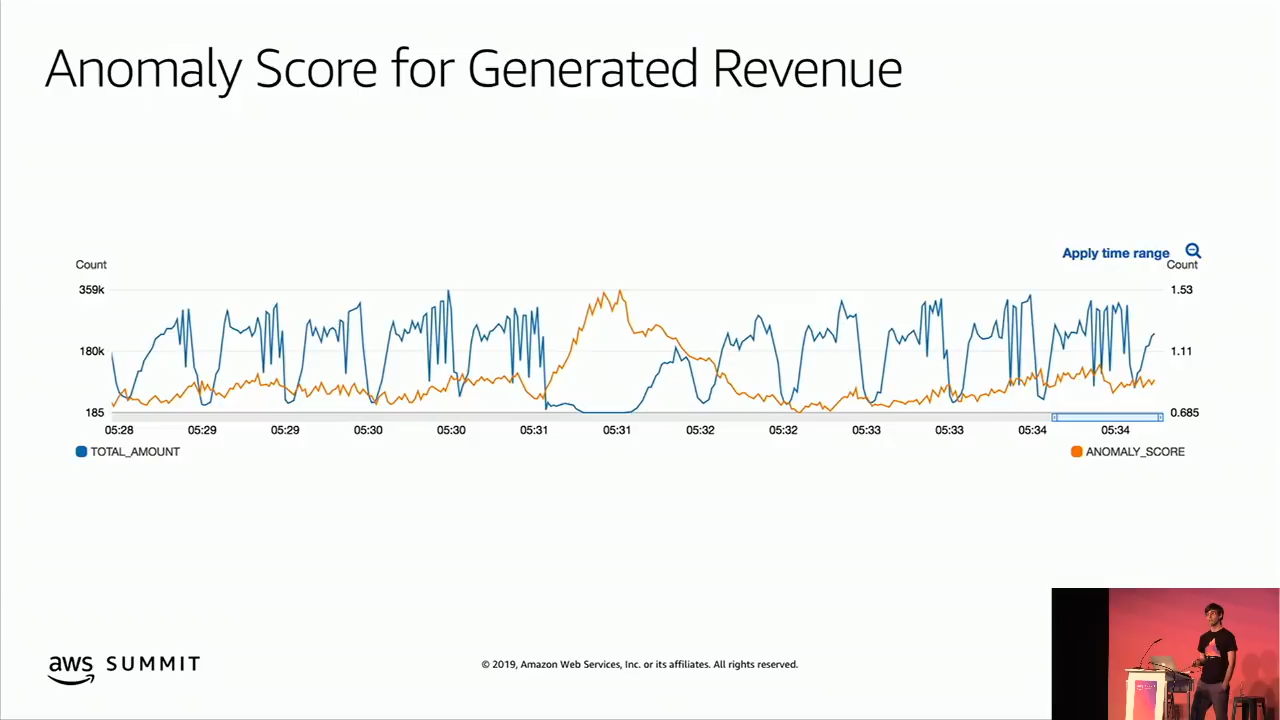 Anomaly Score for Generated Revenue
Apply time range
Count
Count
359k
1.53
180k
1.11
185
0.685
05:28 05:29 05:29 05:30 05:30 05:31 05:31 05:32 05:32 05:33 05:33 05:34 05:34
TOTAL_AMOUNT
ANOMALY_SCORE
aws SUMMIT
© 2019, Amazon Web Services, Inc. or its affiliates. All rights reserved.